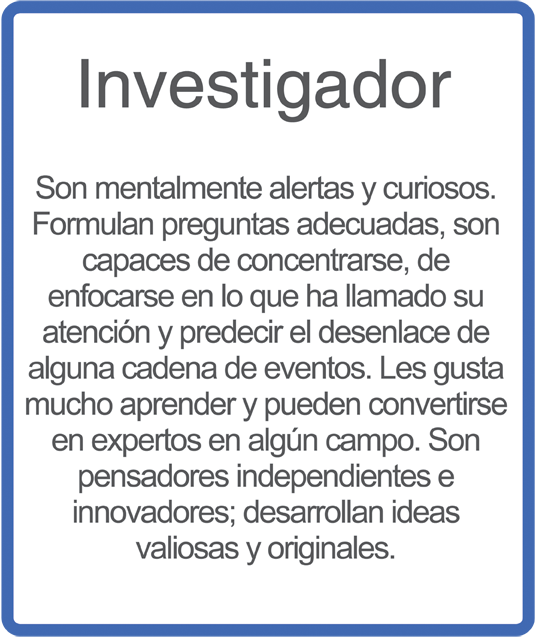 Investigador
Son mentalmente alertas y curiosos.
Formulan preguntas adecuadas, son
capaces de concentrarse, de
enfocarse en lo que ha llamado su
atención y predecir el desenlace de
alguna cadena de eventos. Les gusta
mucho aprender y pueden convertirse
en expertos en algún campo. Son
pensadores independientes e
innovadores; desarrollan ideas
valiosas y originales.